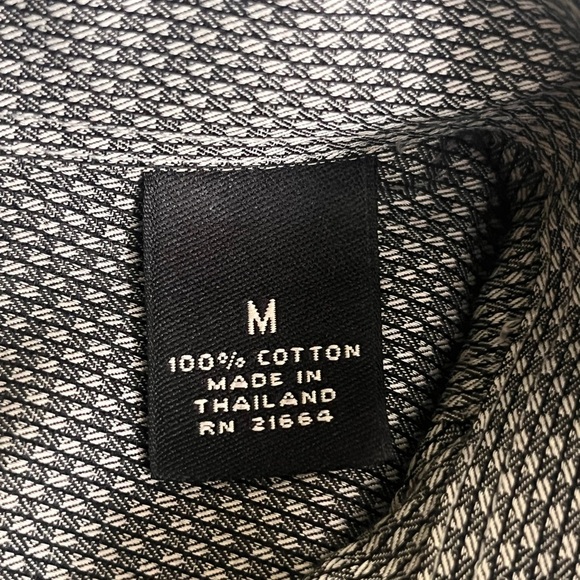 M
100% COTTON
MADE IN
THAILAND
RN 21664